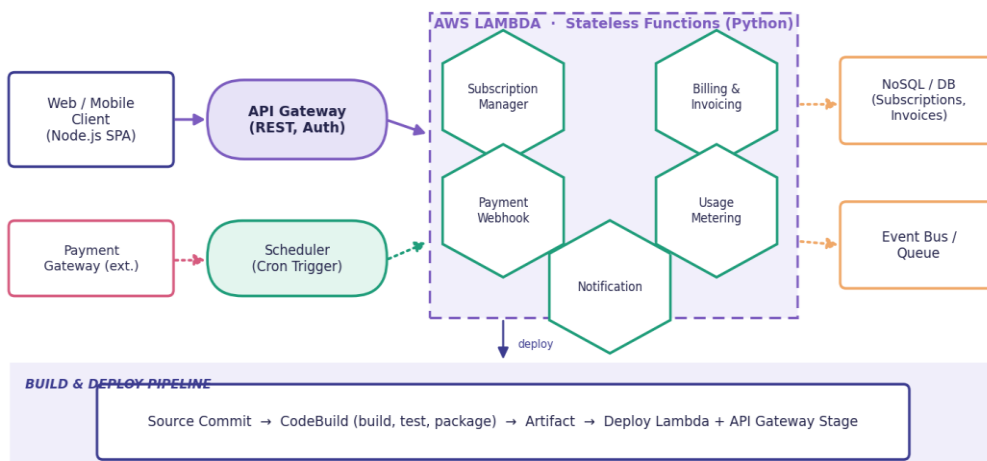 AWS LAMBDA · Stateless Functions (Python)
Web / Mobile
Client
(Node.js SPA)
API Gateway
(REST, Auth)
Subscription
Manager
Billing &
Invoicing
NoSQL / DB
(Subscriptions,
Invoices)
Payment
Gateway (ext.)
Scheduler
(Cron Trigger)
Payment
Webhook
Usage
Metering
Event Bus /
Queue
Notification
deploy
BUILD & DEPLOY PIPELINE
Source Commit → CodeBuild (build, test, package) → Artifact → Deploy Lambda + API Gateway Stage